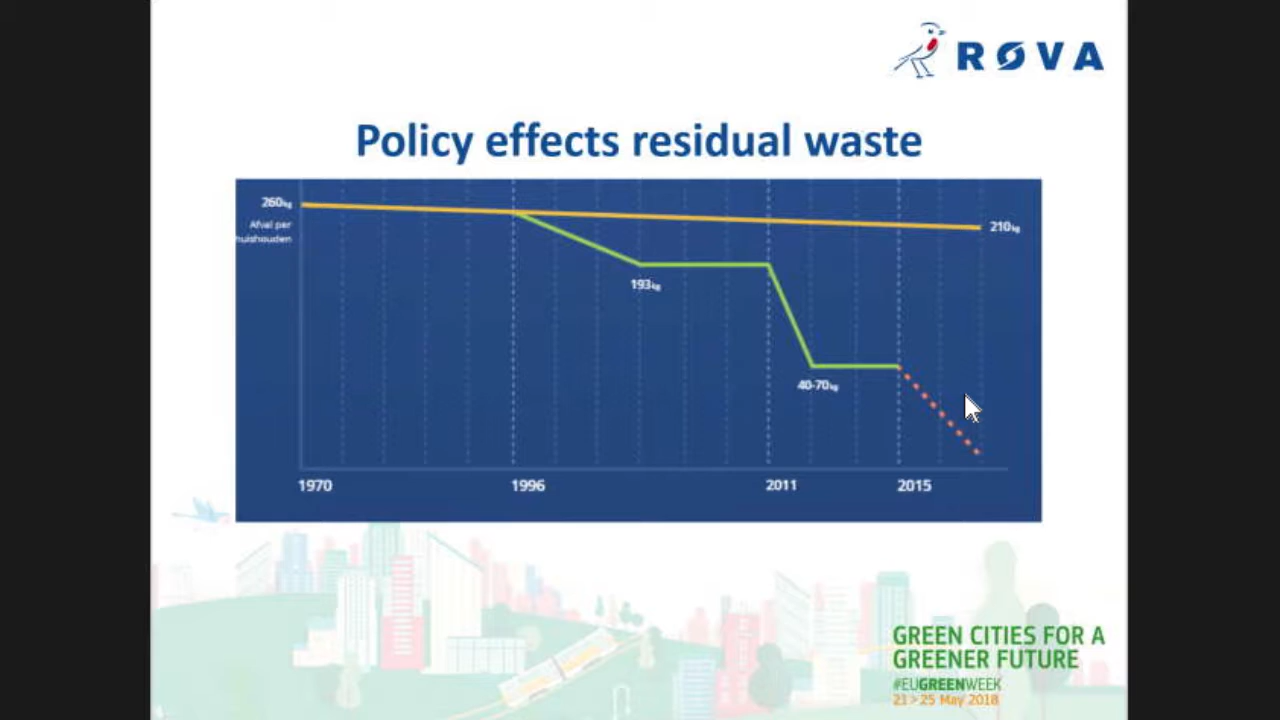 RØVA
Policy effects residual waste
260kg
Afval per
huishouden
210kg
193kg
40-70kg
1970
1996
2011
2015
GREEN CITIES FOR A
GREENER FUTURE
#EUGREENWEEK
21 > 25 May 2018